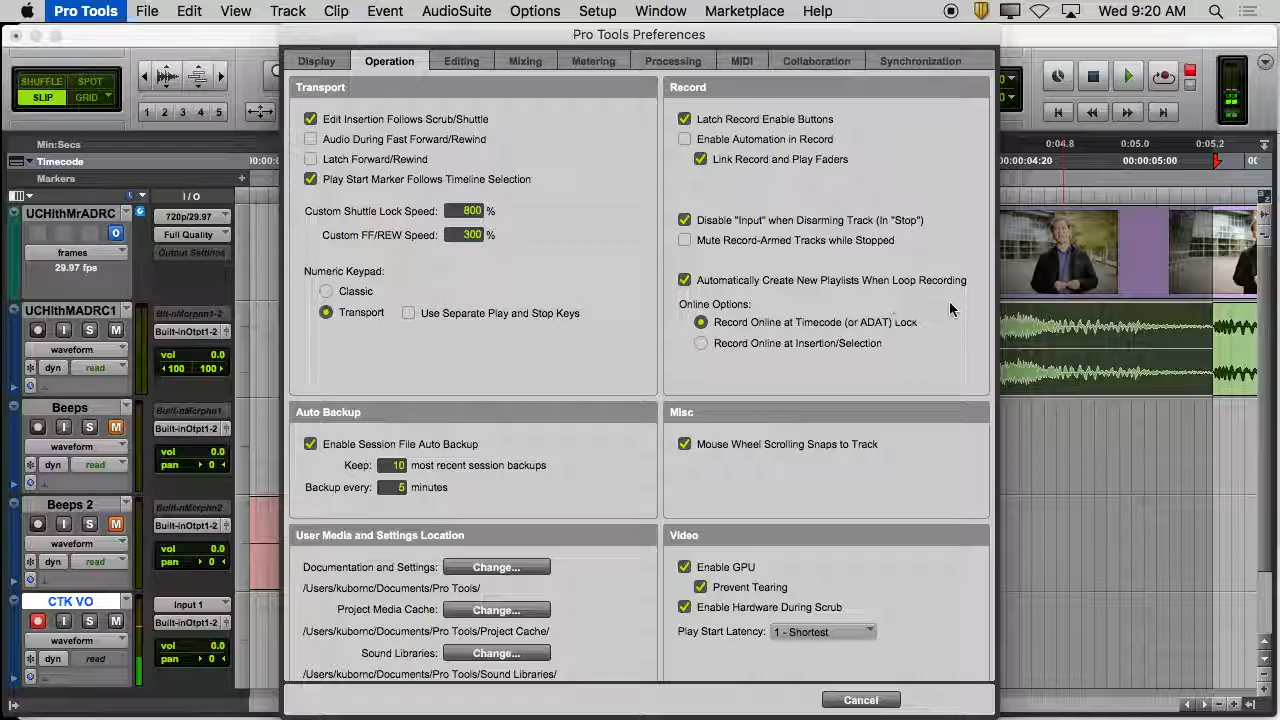 Pro Tools File Edit View Track Clip Event AudioSuite Options Setup Window Marketplace Help Wed 9:20 AM
Pro Tools Preferences
Display Operation Editing Mixing Metering Processing MIDI Collaboration Synchronization
SHUFFLE SPOT
SLIP GRID
1 2 3 4 5
Min:Secs
Timecode
Markers
0:04.8 0:05.0 0:05.2
00:00:04:20 00:00:05:00
I / O
UCHlthMrADRC
frames
29.97 fps
720p/29.97
Full Quality
UCHlthMADRC1
I S M
waveform
dyn read
Built-inOtpt1-2
vol 0.0
100 100
Beeps
I S M
waveform
dyn read
Built-inOtpt1-2
vol 0.0
pan 0
Beeps 2
I S M
waveform
dyn read
Built-inOtpt1-2
vol 0.0
pan 0
CTK VO
I S M
waveform
dyn read
Input 1
Built-inOtpt1-2
vol 0.0
pan 0
Transport
Edit Insertion Follows Scrub/Shuttle
Audio During Fast Forward/Rewind
Latch Forward/Rewind
Play Start Marker Follows Timeline Selection
Custom Shuttle Lock Speed: 800 %
Custom FF/REW Speed: 300 %
Numeric Keypad:
Classic
Transport Use Separate Play and Stop Keys
Record
Latch Record Enable Buttons
Enable Automation in Record
Link Record and Play Faders
Disable "Input" when Disarming Track (In "Stop")
Mute Record-Armed Tracks while Stopped
Automatically Create New Playlists When Loop Recording
Online Options:
Record Online at Timecode (or ADAT) Lock
Record Online at Insertion/Selection
Auto Backup
Enable Session File Auto Backup
Keep: 10 most recent session backups
Backup every: 5 minutes
Misc
Mouse Wheel Scrolling Snaps to Track
User Media and Settings Location
Documentation and Settings: Change...
/Users/kubornc/Documents/Pro Tools/
Project Media Cache: Change...
/Users/kubornc/Documents/Pro Tools/Project Cache/
Sound Libraries: Change...
/Users/kubornc/Documents/Pro Tools/Sound Libraries/
Video
Enable GPU
Prevent Tearing
Enable Hardware During Scrub
Play Start Latency: 1 - Shortest
Cancel